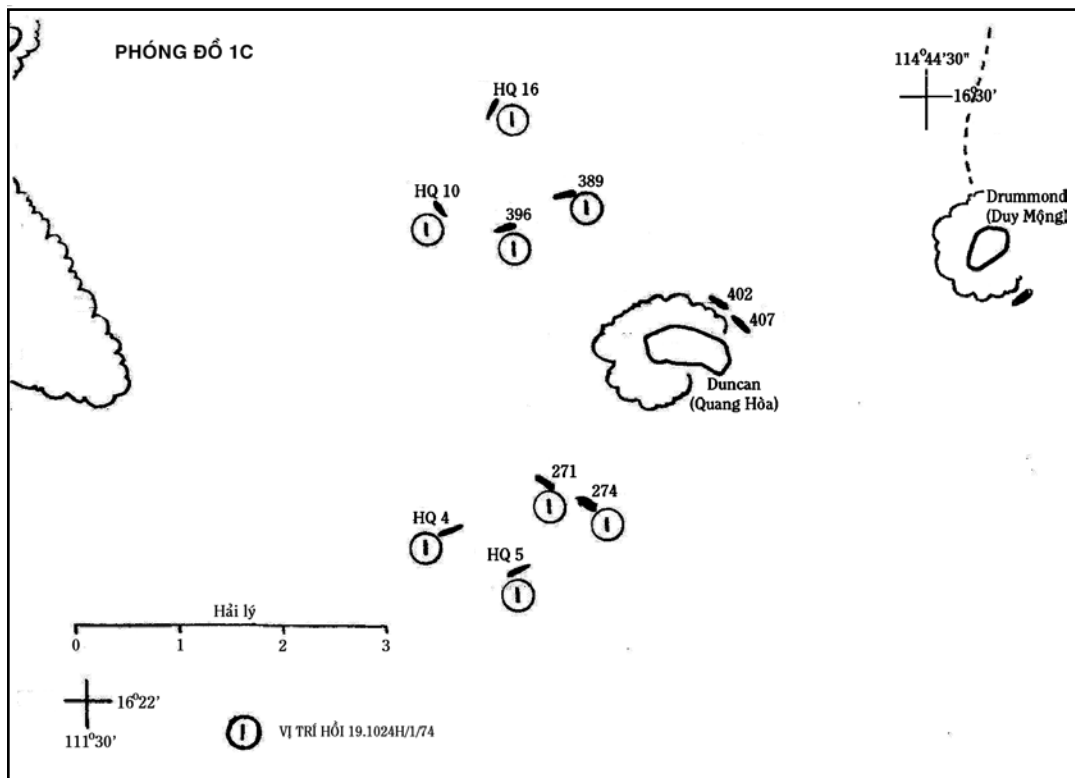 PHÓNG ĐỒ 1C
114°44'30"
16°30'
HQ 16
I
HQ 10
I
396
I
389
I
Drummond
(Duy Mộng)
402
407
Duncan
(Quang Hòa)
271
I
274
I
HQ 4
I
HQ 5
I
Hải lý
0 1 2 3
16°22'
111°30'
I VỊ TRÍ HỒI 19.1024H/1/74